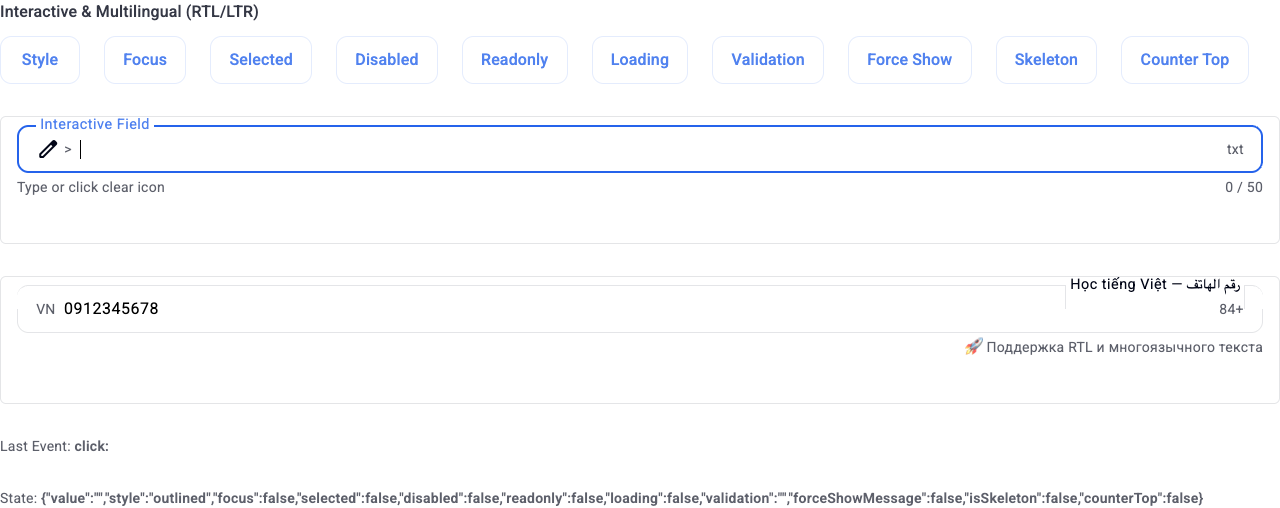 Interactive & Multilingual (RTL/LTR)
Style Focus Selected Disabled Readonly Loading Validation Force Show Skeleton Counter Top
Interactive Field
> txt
Type or click clear icon 0 / 50
Học tiếng Việt — رقم الهاتف
VN 0912345678 84+
🚀 Поддержка RTL и многоязычного текста
Last Event: click:
State: {"value":"","style":"outlined","focus":false,"selected":false,"disabled":false,"readonly":false,"loading":false,"validation":"","forceShowMessage":false,"isSkeleton":false,"counterTop":false}